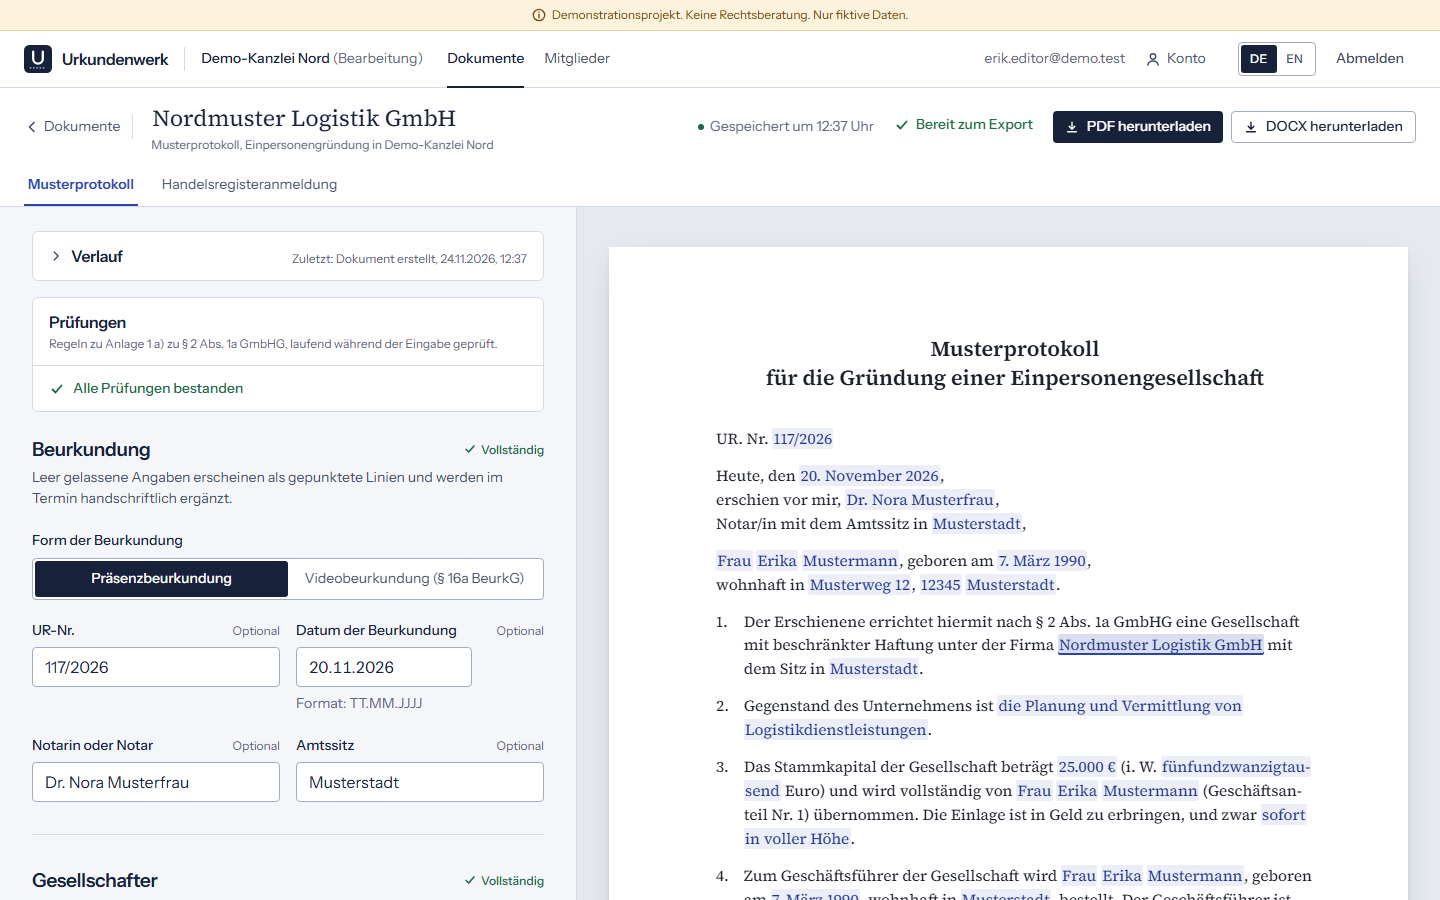 Demonstrationsprojekt. Keine Rechtsberatung. Nur fiktive Daten.
U Urkundenwerk
Demo-Kanzlei Nord (Bearbeitung)
Dokumente
Mitglieder
erik.editor@demo.test
Konto
DE
EN
Abmelden
Dokumente
Nordmuster Logistik GmbH
Musterprotokoll, Einpersonengründung in Demo-Kanzlei Nord
Gespeichert um 12:37 Uhr
Bereit zum Export
PDF herunterladen
DOCX herunterladen
Musterprotokoll
Handelsregisteranmeldung
Verlauf
Zuletzt: Dokument erstellt, 24.11.2026, 12:37
Prüfungen
Regeln zu Anlage 1 a) zu § 2 Abs. 1a GmbHG, laufend während der Eingabe geprüft.
Alle Prüfungen bestanden
Beurkundung
Vollständig
Leer gelassene Angaben erscheinen als gepunktete Linien und werden im
Termin handschriftlich ergänzt.
Form der Beurkundung
Präsenzbeurkundung
Videobeurkundung (§ 16a BeurkG)
UR-Nr.
Optional
Datum der Beurkundung
Optional
117/2026
20.11.2026
Format: TT.MM.JJJJ
Notarin oder Notar
Optional
Amtssitz
Optional
Dr. Nora Musterfrau
Musterstadt
Gesellschafter
Vollständig
Musterprotokoll
für die Gründung einer Einpersonengesellschaft
UR. Nr. 117/2026
Heute, den 20. November 2026,
erschien vor mir, Dr. Nora Musterfrau,
Notar/in mit dem Amtssitz in Musterstadt,
Frau Erika Mustermann, geboren am 7. März 1990,
wohnhaft in Musterweg 12, 12345 Musterstadt.
1. Der Erschienene errichtet hiermit nach § 2 Abs. 1a GmbHG eine Gesellschaft
mit beschränkter Haftung unter der Firma Nordmuster Logistik GmbH mit
dem Sitz in Musterstadt.
2. Gegenstand des Unternehmens ist die Planung und Vermittlung von
Logistikdienstleistungen.
3. Das Stammkapital der Gesellschaft beträgt 25.000 € (i. W. fünfundzwanzigtau-
send Euro) und wird vollständig von Frau Erika Mustermann (Geschäftsan-
teil Nr. 1) übernommen. Die Einlage ist in Geld zu erbringen, und zwar sofort
in voller Höhe.
4. Zum Geschäftsführer der Gesellschaft wird Frau Erika Mustermann, geboren
am 7. März 1990, wohnhaft in Musterstadt, bestellt. Der Geschäftsführer ist